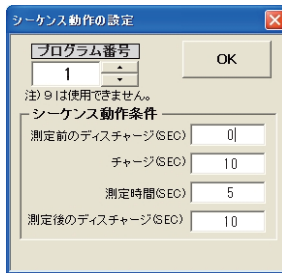 シーケンス動作の設定
プログラム番号
1
OK
注)9は使用できません。
シーケンス動作条件
測定前のディスチャージ(SEC) 0
チャージ(SEC) 10
測定時間(SEC) 5
測定後のディスチャージ(SEC) 10